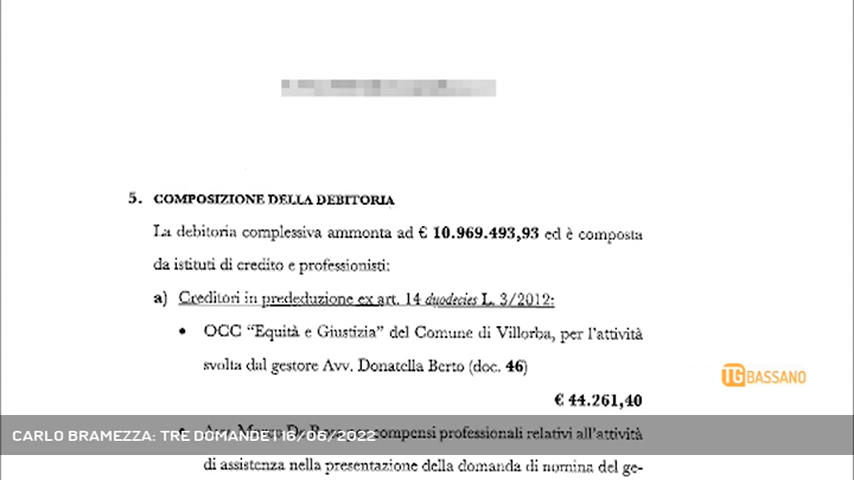 5. COMPOSIZIONE DELLA DEBITORIA
La debitoria complessiva ammonta ad € 10.969.493,93 ed è composta
da istituti di credito e professionisti:
a) Creditori in prededuzione ex art. 14 duodecies L. 3/2012:
• OCC “Equità e Giustizia” del Comune di Villorba, per l’attività
svolta dal gestore Avv. Donatella Berto (doc. 46)
TG BASSANO
€ 44.261,40
CARLO BRAMEZZA: TRE DOMANDE | 16/06/2022
compensi professionali relativi all’attività
di assistenza nella presentazione della domanda di nomina del ge-